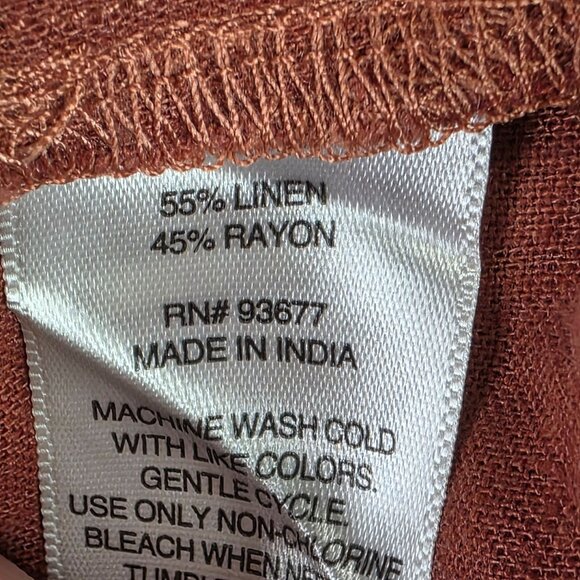 55% LINEN
45% RAYON
RN# 93677
MADE IN INDIA
MACHINE WASH COLD
WITH LIKE COLORS.
GENTLE CYCLE.
USE ONLY NON-CHLORINE
BLEACH WHEN